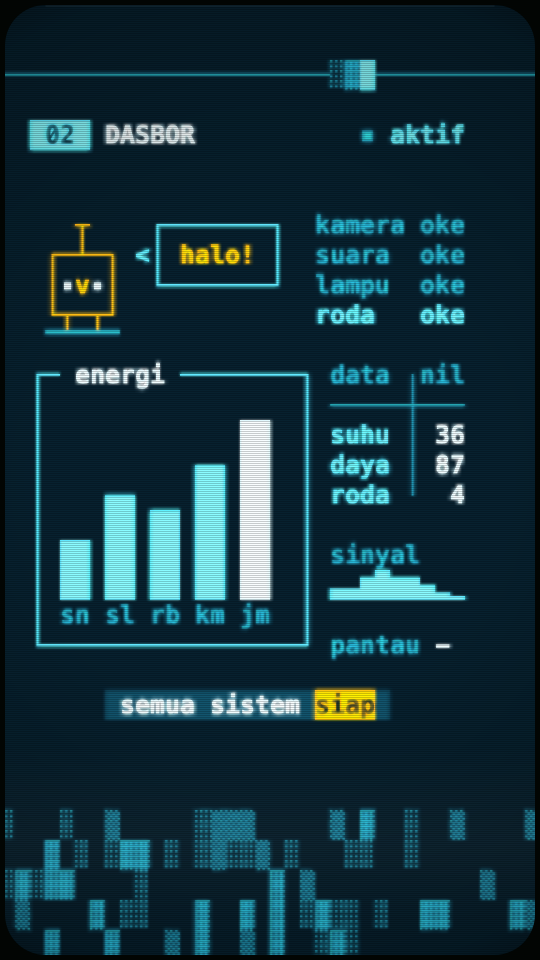 02 DASBOR
aktif
< halo!
kamera oke
suara oke
lampu oke
roda oke
energi
sn sl rb km jm
data nil
suhu 36
daya 87
roda 4
sinyal
pantau –
semua sistem siap